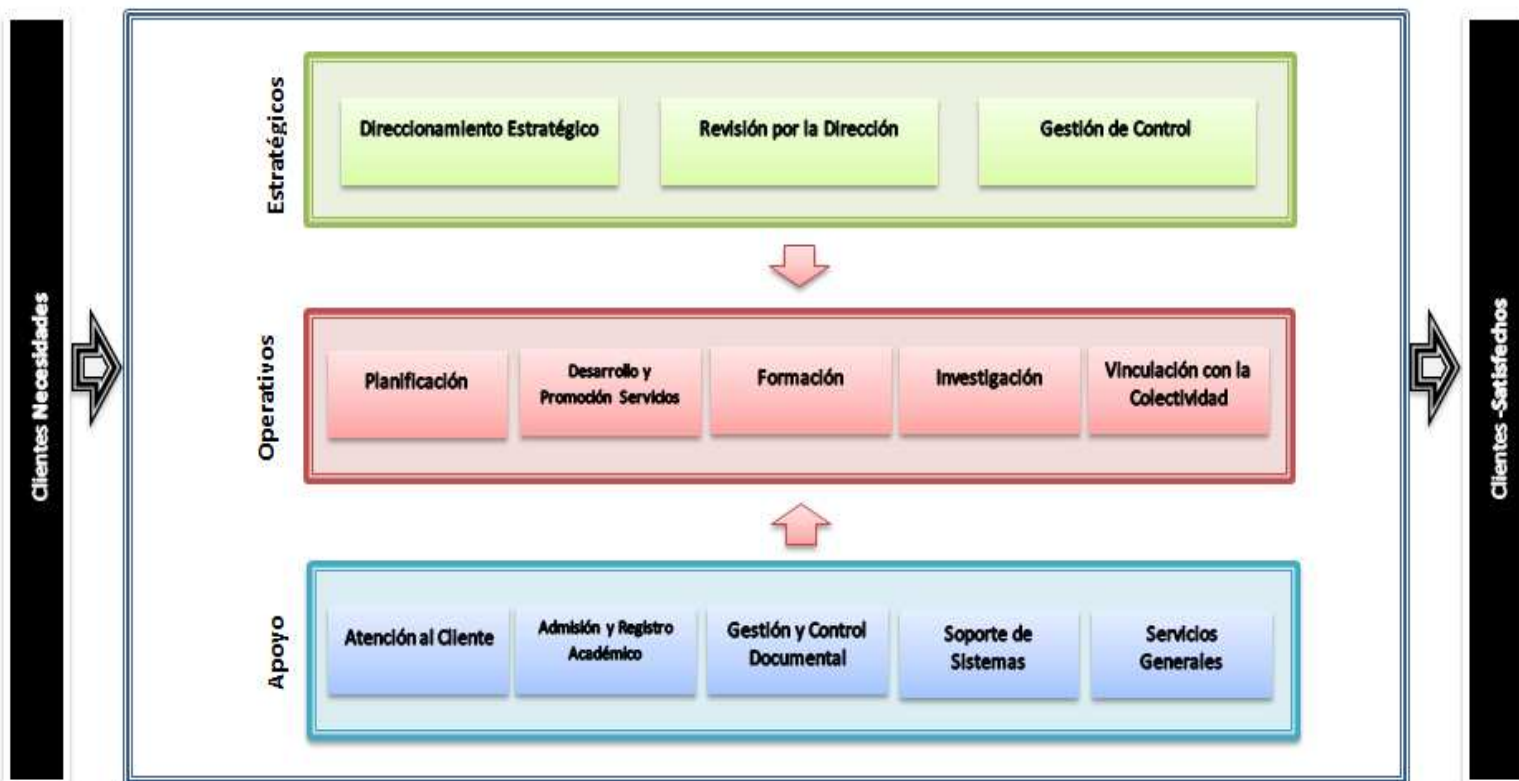 Clientes Necesidades
Estratégicos
Direccionamiento Estratégico
Revisión por la Dirección
Gestión de Control
Operativos
Planificación
Desarrollo y
Promoción Servicios
Formación
Investigación
Vinculación con la
Colectividad
Apoyo
Atención al Cliente
Admisión y Registro
Académico
Gestión y Control
Documental
Soporte de
Sistemas
Servicios
Generales
Clientes -Satisfechos